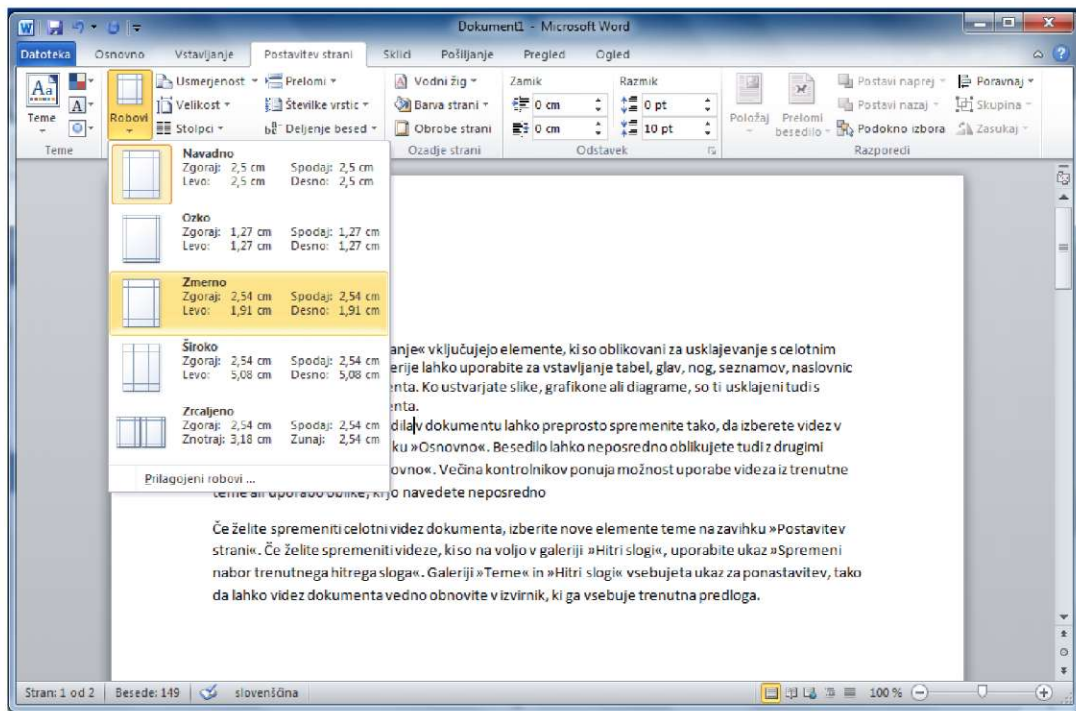 Dokument1 - Microsoft Word
Datoteka Osnovno Vstavljanje Postavitev strani Sklici Pošiljanje Pregled Ogled
Teme
Robovi
Usmerjenost
Velikost
Stolpci
Prelomi
Številke vrstic
Deljenje besed
Vodni žig
Barva strani
Obrobe strani
Zamik
0 cm
0 cm
Razmik
0 pt
10 pt
Položaj
Prelomi besedilo
Postavi naprej
Postavi nazaj
Podokno izbora
Poravnaj
Skupina
Zasukaj
Teme Ozadje strani Odstavek Razporedi
Navadno
Zgoraj: 2,5 cm Spodaj: 2,5 cm
Levo: 2,5 cm Desno: 2,5 cm
Ozko
Zgoraj: 1,27 cm Spodaj: 1,27 cm
Levo: 1,27 cm Desno: 1,27 cm
Zmerno
Zgoraj: 2,54 cm Spodaj: 2,54 cm
Levo: 1,91 cm Desno: 1,91 cm
Široko
Zgoraj: 2,54 cm Spodaj: 2,54 cm
Levo: 5,08 cm Desno: 5,08 cm
Zrcaljeno
Zgoraj: 2,54 cm Spodaj: 2,54 cm
Znotraj: 3,18 cm Zunaj: 2,54 cm
Prilagojeni robovi ...
anje« vključujejo elemente, ki so oblikovani za usklajevanje s celotnim
erije lahko uporabite za vstavljanje tabel, glav, nog, seznamov, naslovnic
enta. Ko ustvarjate slike, grafikone ali diagrame, so ti usklajeni tudi s
enta.
dila v dokumentu lahko preprosto spremenite tako, da izberete videz v
ku »Osnovno«. Besedilo lahko neposredno oblikujete tudi z drugimi
ovno«. Večina kontrolnikov ponuja možnost uporabe videza iz trenutne
teme ali uporabo oblike, ki jo navedete neposredno
Če želite spremeniti celotni videz dokumenta, izberite nove elemente teme na zavihku »Postavitev
strani«. Če želite spremeniti videze, ki so na voljo v galeriji »Hitri slogi«, uporabite ukaz »Spremeni
nabor trenutnega hitrega sloga«. Galeriji »Teme« in »Hitri slogi« vsebujeta ukaz za ponastavitev, tako
da lahko videz dokumenta vedno obnovite v izvirnik, ki ga vsebuje trenutna predloga.
Stran: 1 od 2 Besede: 149 slovenščina 100 %